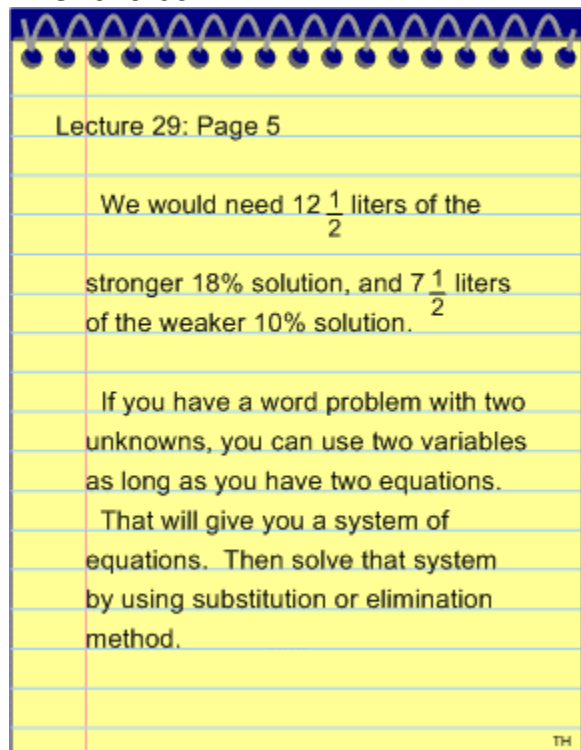 Lecture 29: Page 5
We would need 12 1/2 liters of the
stronger 18% solution, and 7 1/2 liters
of the weaker 10% solution.
If you have a word problem with two
unknowns, you can use two variables
as long as you have two equations.
That will give you a system of
equations. Then solve that system
by using substitution or elimination
method.
TH